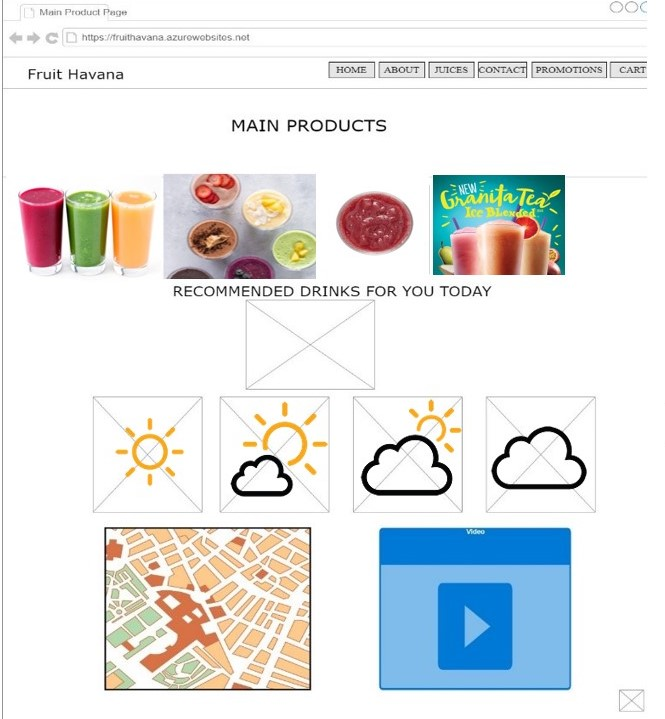 Main Product Page
https://fruithavana.azurewebsites.net
Fruit Havana
HOME ABOUT JUICES CONTACT PROMOTIONS CART
MAIN PRODUCTS
NEW
Granita Tea
Ice Blended
RECOMMENDED DRINKS FOR YOU TODAY
Video